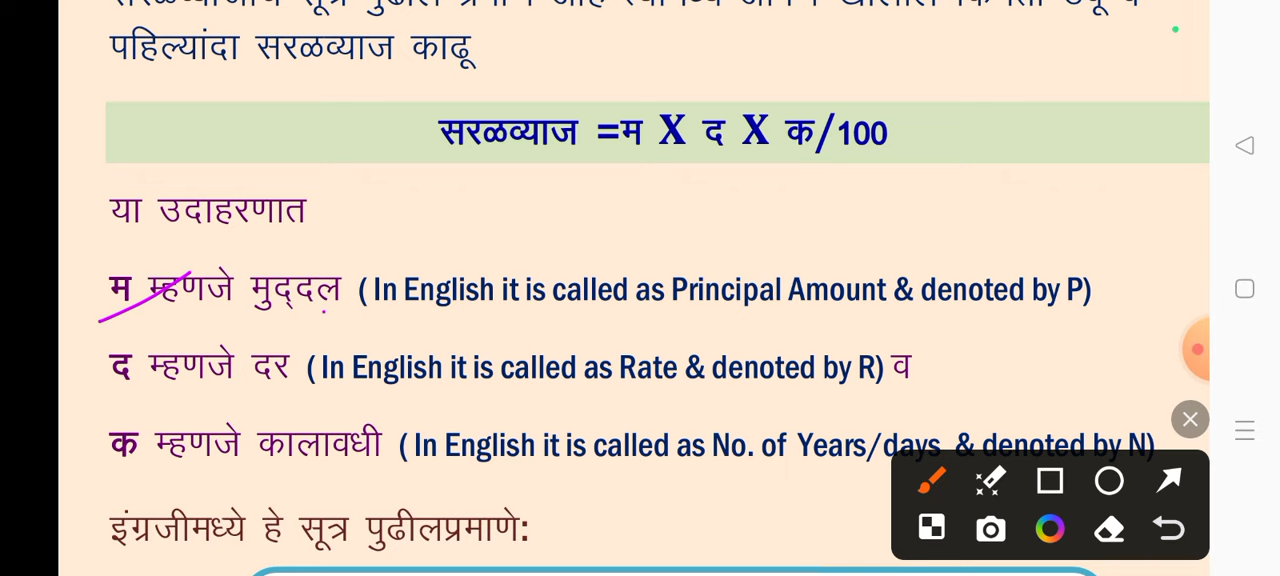 पहिल्यांदा सरळव्याज काढू
सरळव्याज =म X द X क/100
या उदाहरणात
म म्हणजे मुद्‌दल ( In English it is called as Principal Amount & denoted by P)
द म्हणजे दर ( In English it is called as Rate & denoted by R) व
क म्हणजे कालावधी ( In English it is called as No. of Years/days & denoted by N)
इंग्रजीमध्ये हे सूत्र पुढीलप्रमाणे: